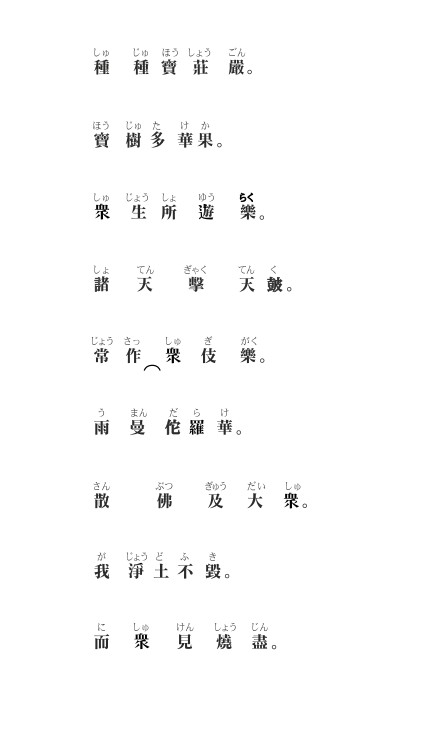 しゅ じゅ ほう しょう ごん
種種寶莊嚴。
ほう じゅ た け か
寶樹多華果。
しゅ じょう しょ ゆう らく
衆生所遊樂。
しょ てん ぎゃく てん く
諸天擊天皷。
じょう さっ しゅ ぎ がく
常作衆伎樂。
う まん だ ら け
雨曼佗羅華。
さん ぶつ ぎゅう だい しゅ
散佛及大衆。
が じょう ど ふ き
我淨土不毀。
に しゅ けん しょう じん
而衆見燒盡。